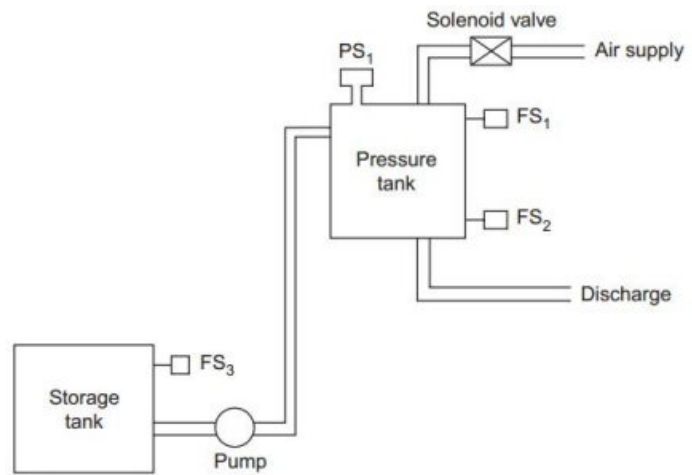 Solenoid valve
PS₁
Air supply
FS₁
Pressure
tank
FS₂
Discharge
FS₃
Storage
tank
Pump